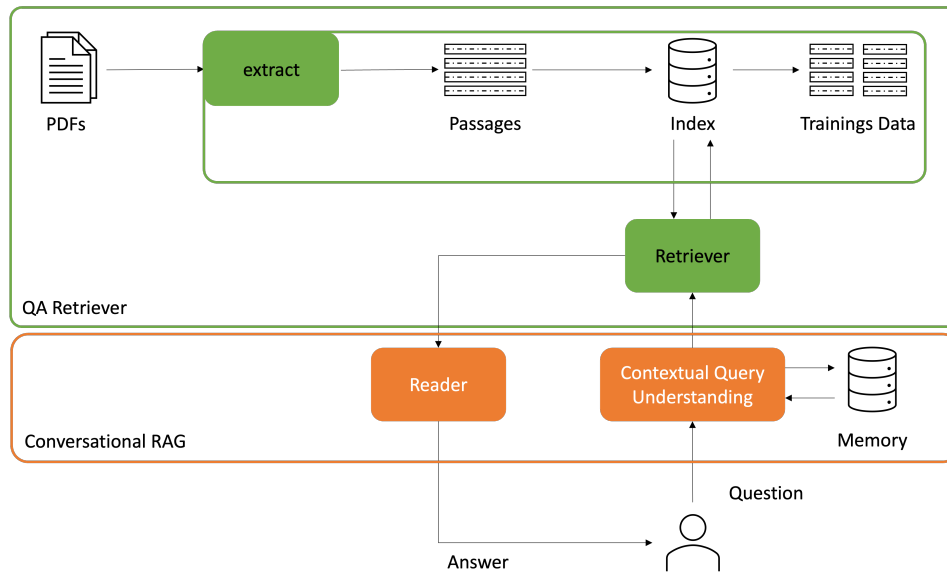 extract
PDFs
Passages
Index
Trainings Data
Retriever
QA Retriever
Reader
Contextual Query
Understanding
Conversational RAG
Memory
Question
Answer